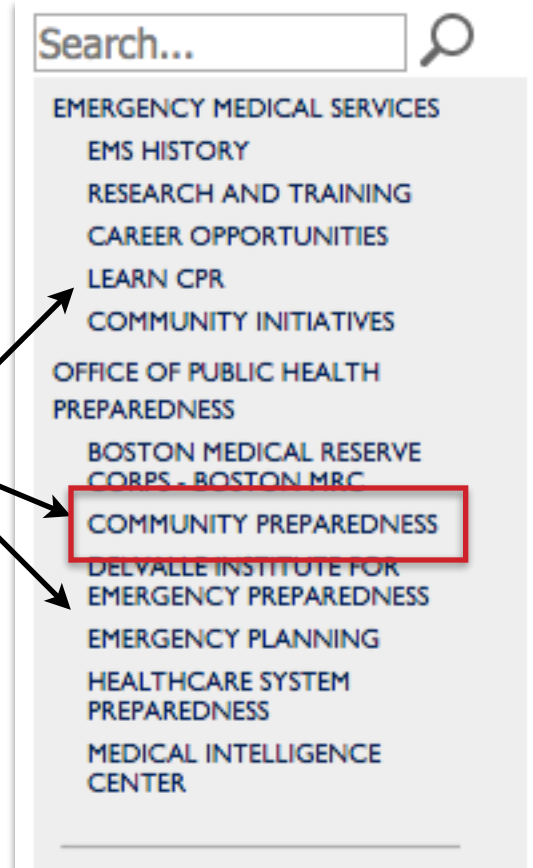 Search...
EMERGENCY MEDICAL SERVICES
EMS HISTORY
RESEARCH AND TRAINING
CAREER OPPORTUNITIES
LEARN CPR
COMMUNITY INITIATIVES
OFFICE OF PUBLIC HEALTH
PREPAREDNESS
BOSTON MEDICAL RESERVE
CORPS - BOSTON MRC
COMMUNITY PREPAREDNESS
DELVALLE INSTITUTE FOR
EMERGENCY PREPAREDNESS
EMERGENCY PLANNING
HEALTHCARE SYSTEM
PREPAREDNESS
MEDICAL INTELLIGENCE
CENTER